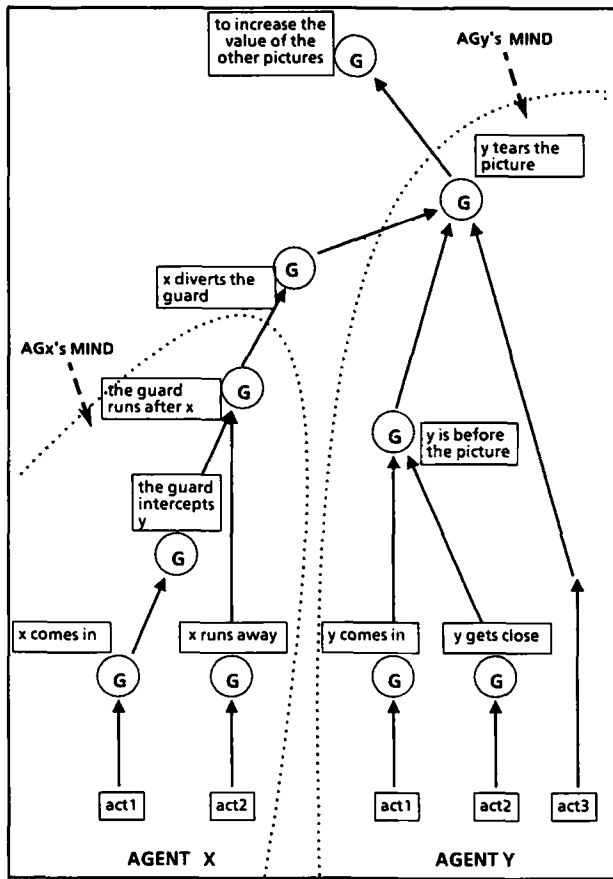 to increase the
value of the
other pictures
G
AGy's MIND
y tears the
picture
G
G
x diverts the
guard
AGx's MIND
G
the guard
runs after x
G
y is before
the picture
the guard
intercepts
y
G
x comes in
x runs away
y comes in
y gets close
G
G
G
G
act1
act2
act1
act2
act3
AGENT X
AGENT Y